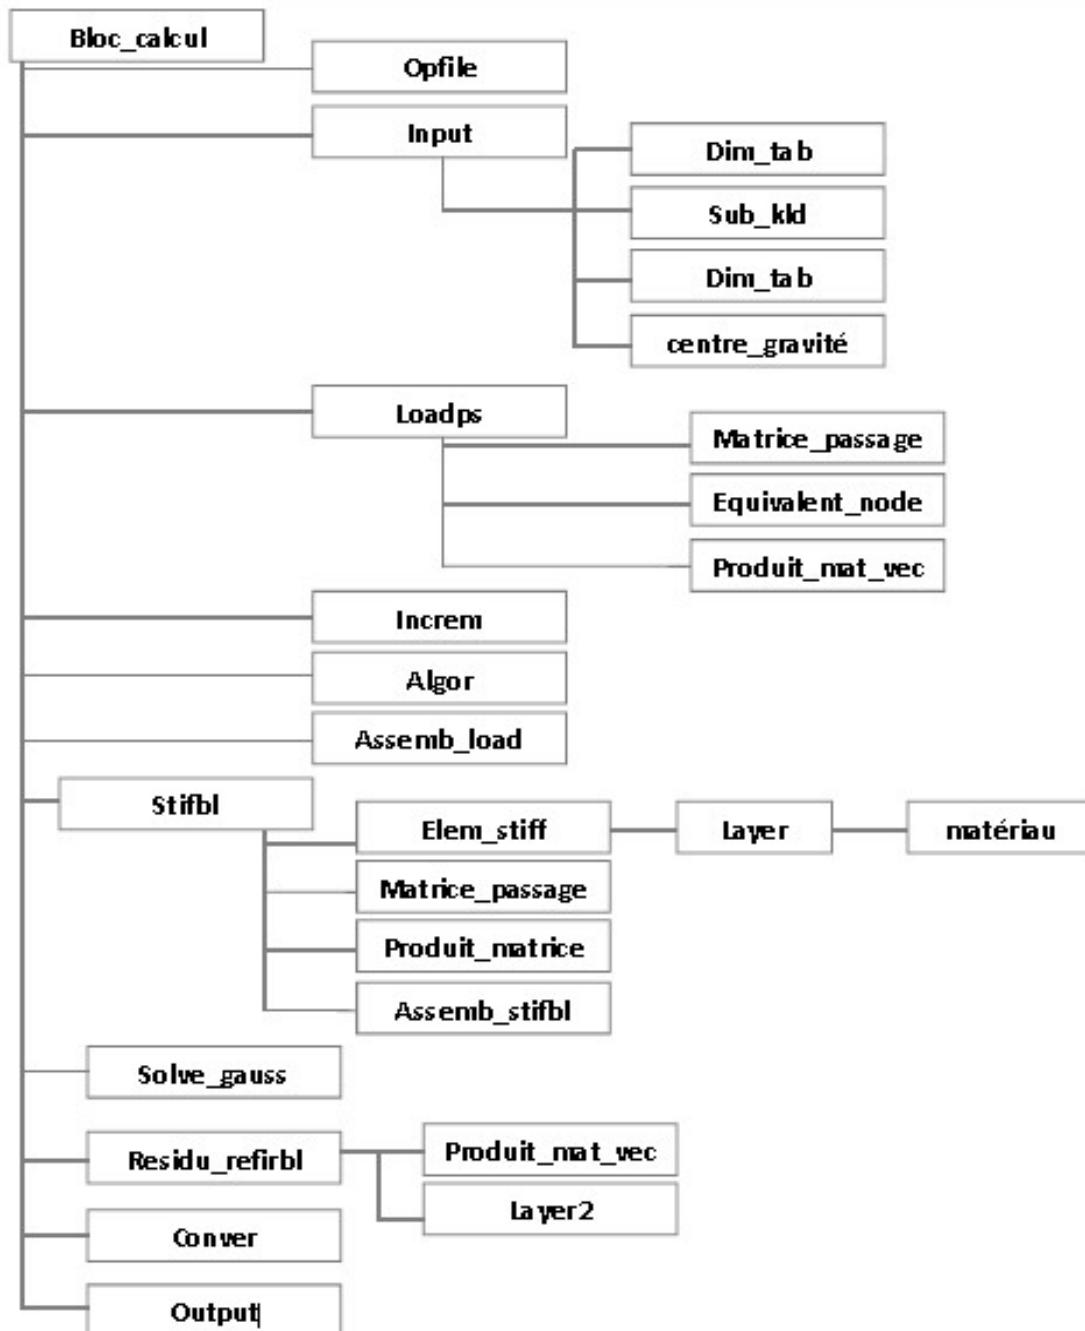 Bloc_calcul
Opfile
Input
Dim_tab
Sub_kld
Dim_tab
centre_gravité
Loadps
Matrice_passage
Equivalent_node
Produit_mat_vec
Increm
Algor
Assemb_load
Stifbl
Elem_stiff
Layer
matériau
Matrice_passage
Produit_matrice
Assemb_stifbl
Solve_gauss
Residu_refirbl
Produit_mat_vec
Layer2
Conver
Output